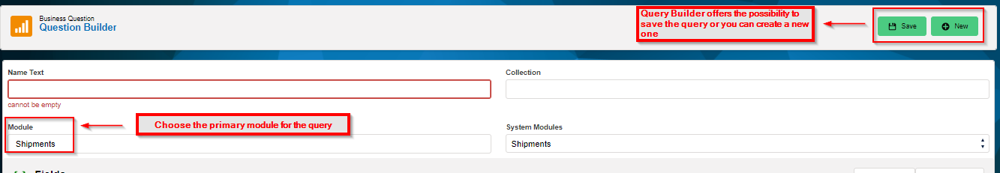 Business Question
Question Builder
Query Builder offers the possibility to
save the query or you can create a new
one
Save
New
Name Text
Collection
cannot be empty
Module
Choose the primary module for the query
System Modules
Shipments
Shipments
Fields